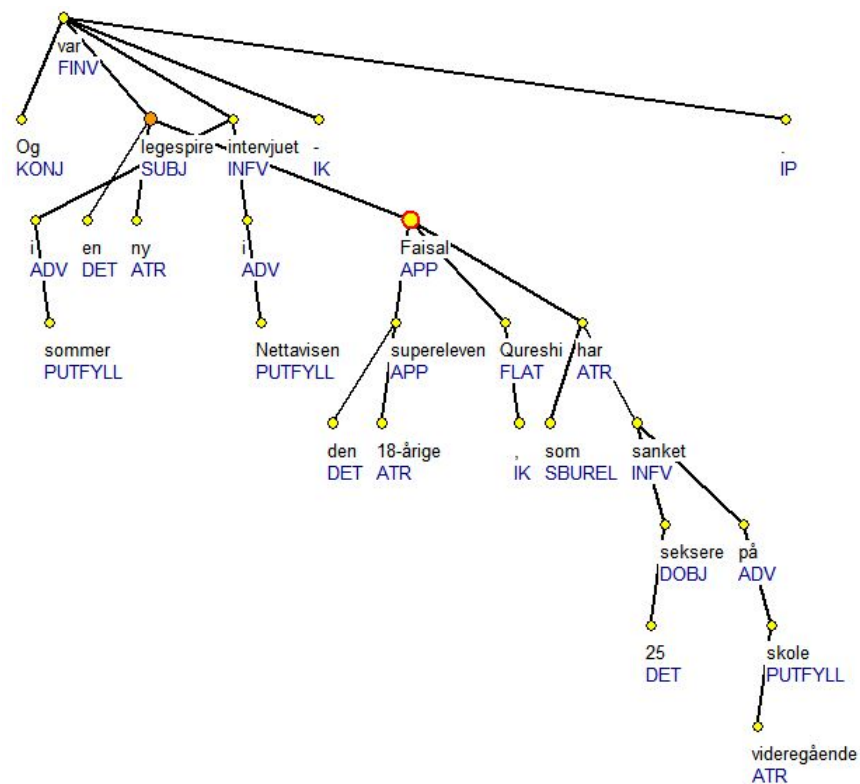 var
FINV
Og legespire intervjuet -
KONJ SUBJ INFV IK IP
.
i en ny i Faisal
ADV DET ATR ADV APP
sommer Nettavisen supereleven Qureshi har
PUTFYLL PUTFYLL APP FLAT ATR
den 18-årige , som sanket
DET ATR IK SBUREL INFV
seksere på
DOBJ ADV
25 skole
DET PUTFYLL
videregående
ATR